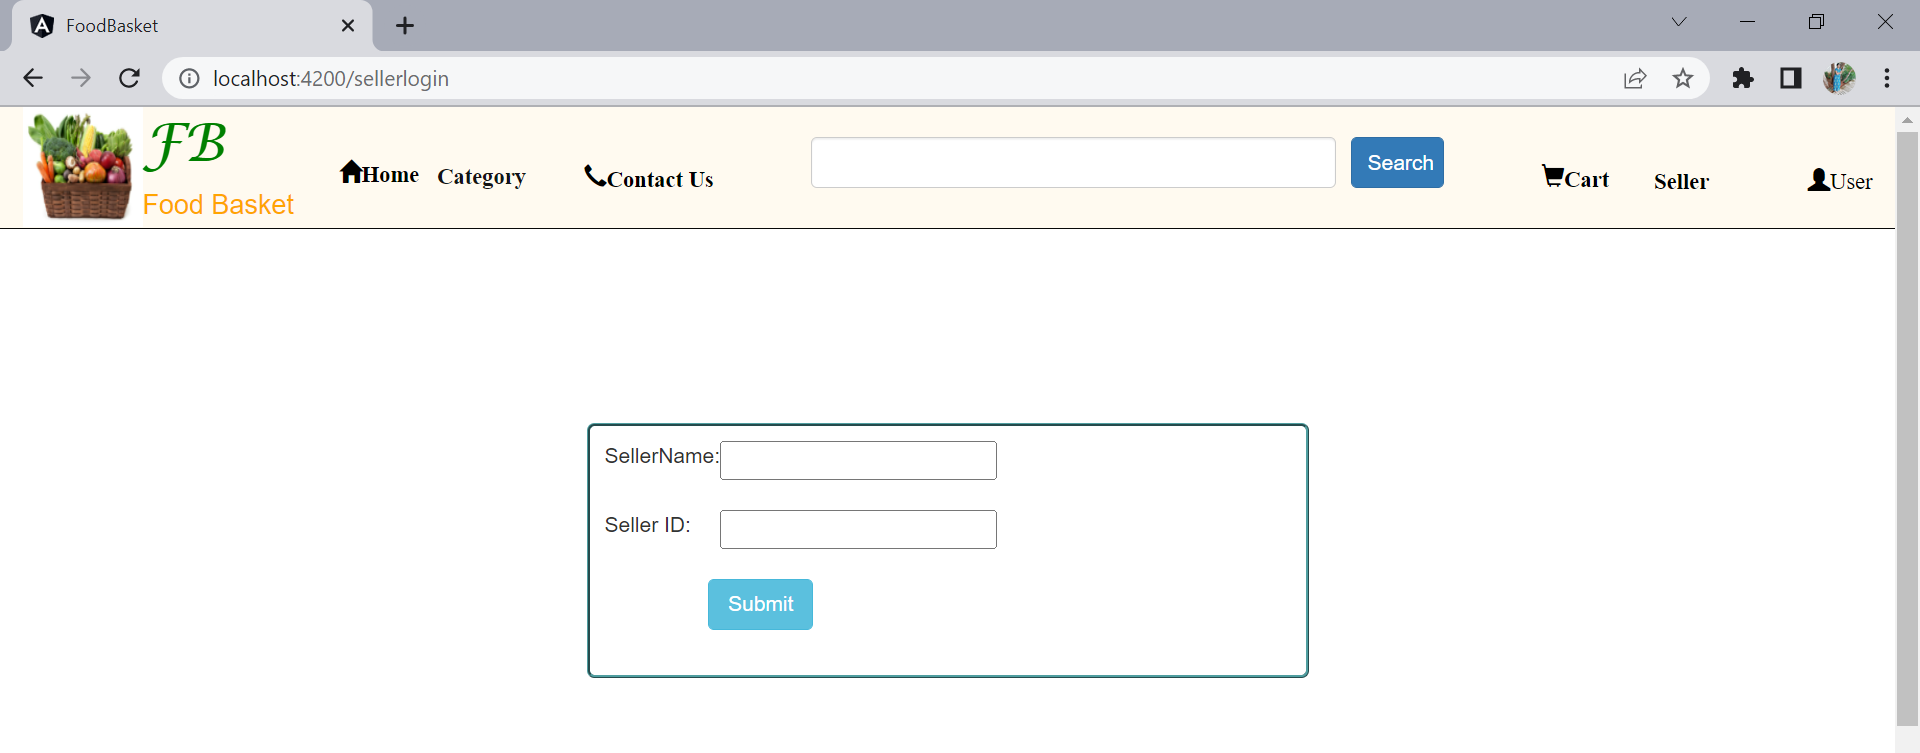 FoodBasket
localhost:4200/sellerlogin
FB
Food Basket
Home Category Contact Us Search Cart Seller User
SellerName:
Seller ID:
Submit